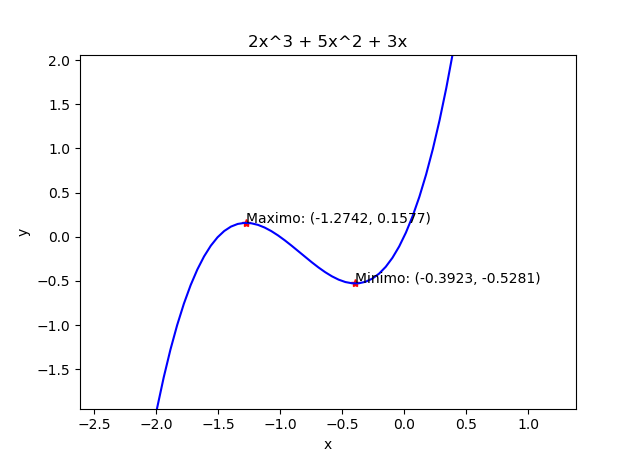 2x^3 + 5x^2 + 3x
y
2.0
1.5
1.0
0.5
0.0
−0.5
−1.0
−1.5
Maximo: (-1.2742, 0.1577)
Minimo: (-0.3923, -0.5281)
−2.5 −2.0 −1.5 −1.0 −0.5 0.0 0.5 1.0
x